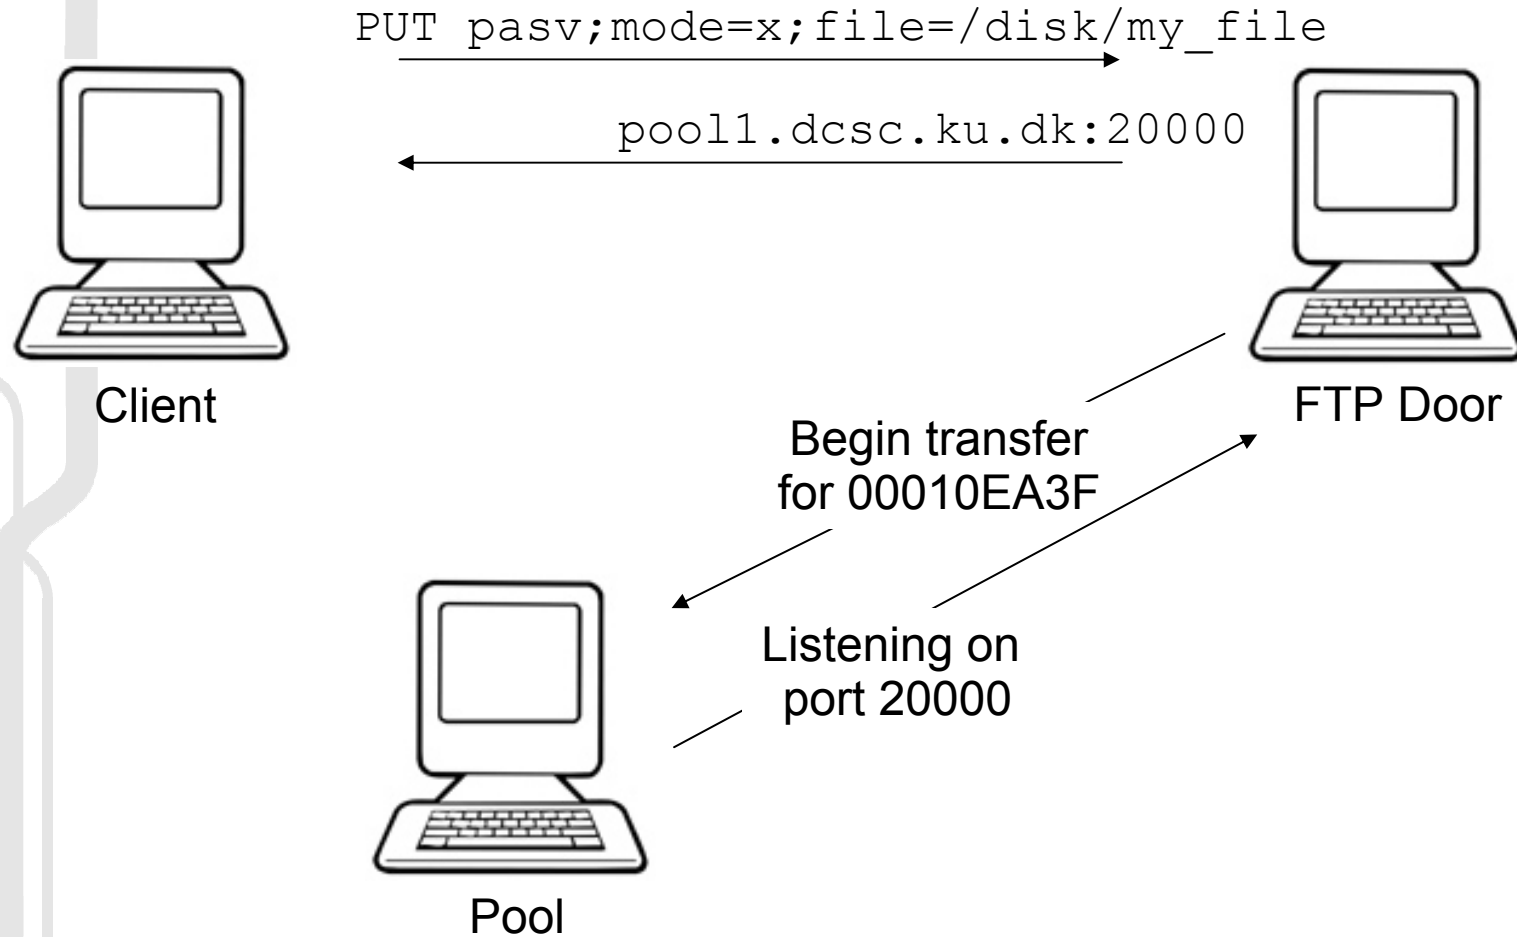 PUT pasv;mode=x;file=/disk/my_file
pool1.dcsc.ku.dk:20000
Client
FTP Door
Begin transfer
for 00010EA3F
Listening on
port 20000
Pool